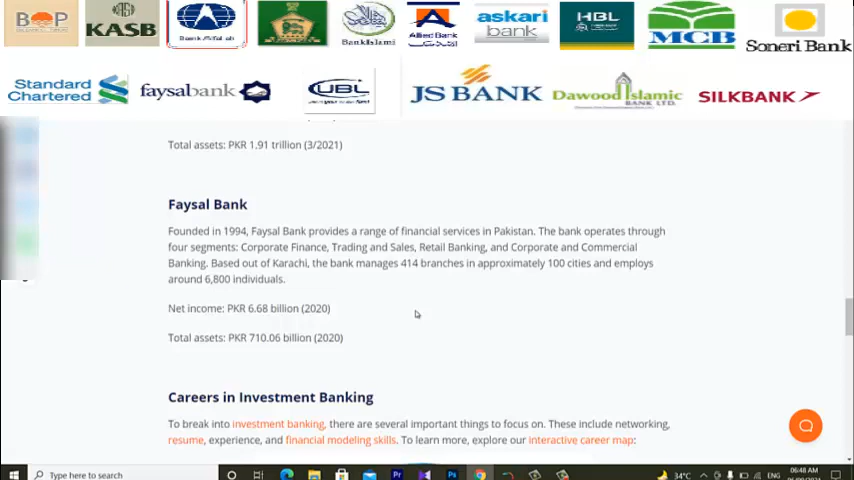 BOP
KASB
Bank Alfalah
BankIslami
Allied Bank
askari
bank
HBL
MCB
Soneri Bank
Standard
Chartered
faysalbank
UBL
JS BANK
Dawood Islamic
BANK LTD.
SILKBANK
Total assets: PKR 1.91 trillion (3/2021)
Faysal Bank
Founded in 1994, Faysal Bank provides a range of financial services in Pakistan. The bank operates through
four segments: Corporate Finance, Trading and Sales, Retail Banking, and Corporate and Commercial
Banking. Based out of Karachi, the bank manages 414 branches in approximately 100 cities and employs
around 6,800 individuals.
Net income: PKR 6.68 billion (2020)
Total assets: PKR 710.06 billion (2020)
Careers in Investment Banking
To break into investment banking, there are several important things to focus on. These include networking,
resume, experience, and financial modeling skills. To learn more, explore our interactive career map:
Type here to search
Pr
Ps
34°C
ENG
06:48 AM